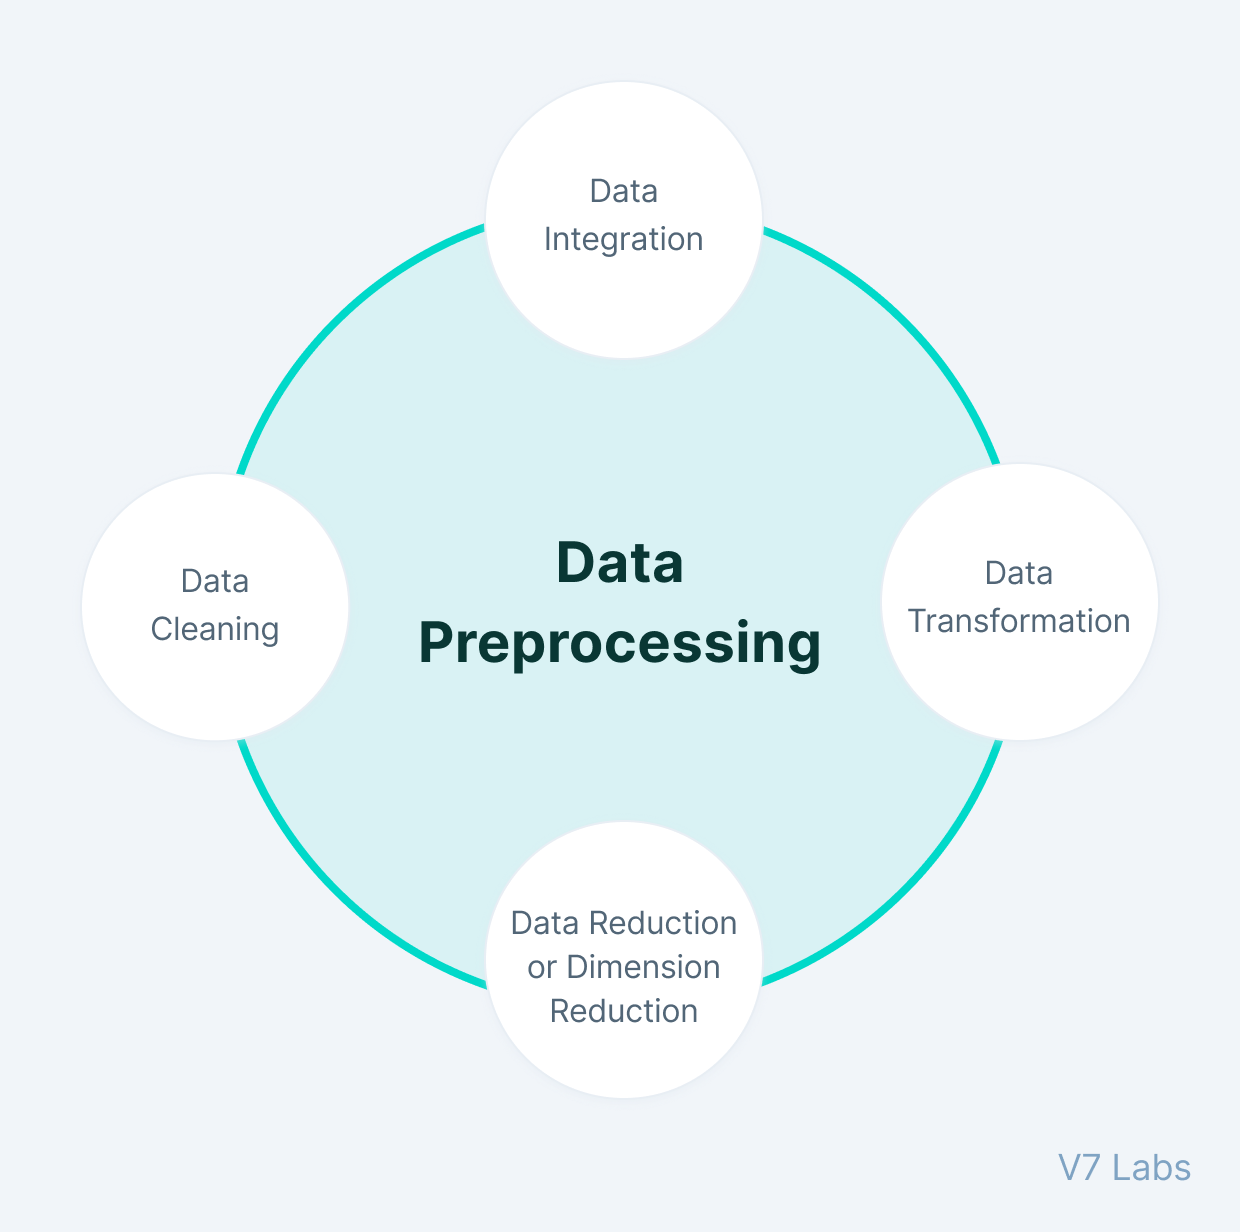 Data
Integration
Data
Cleaning
Data
Preprocessing
Data
Transformation
Data Reduction
or Dimension
Reduction
V7 Labs